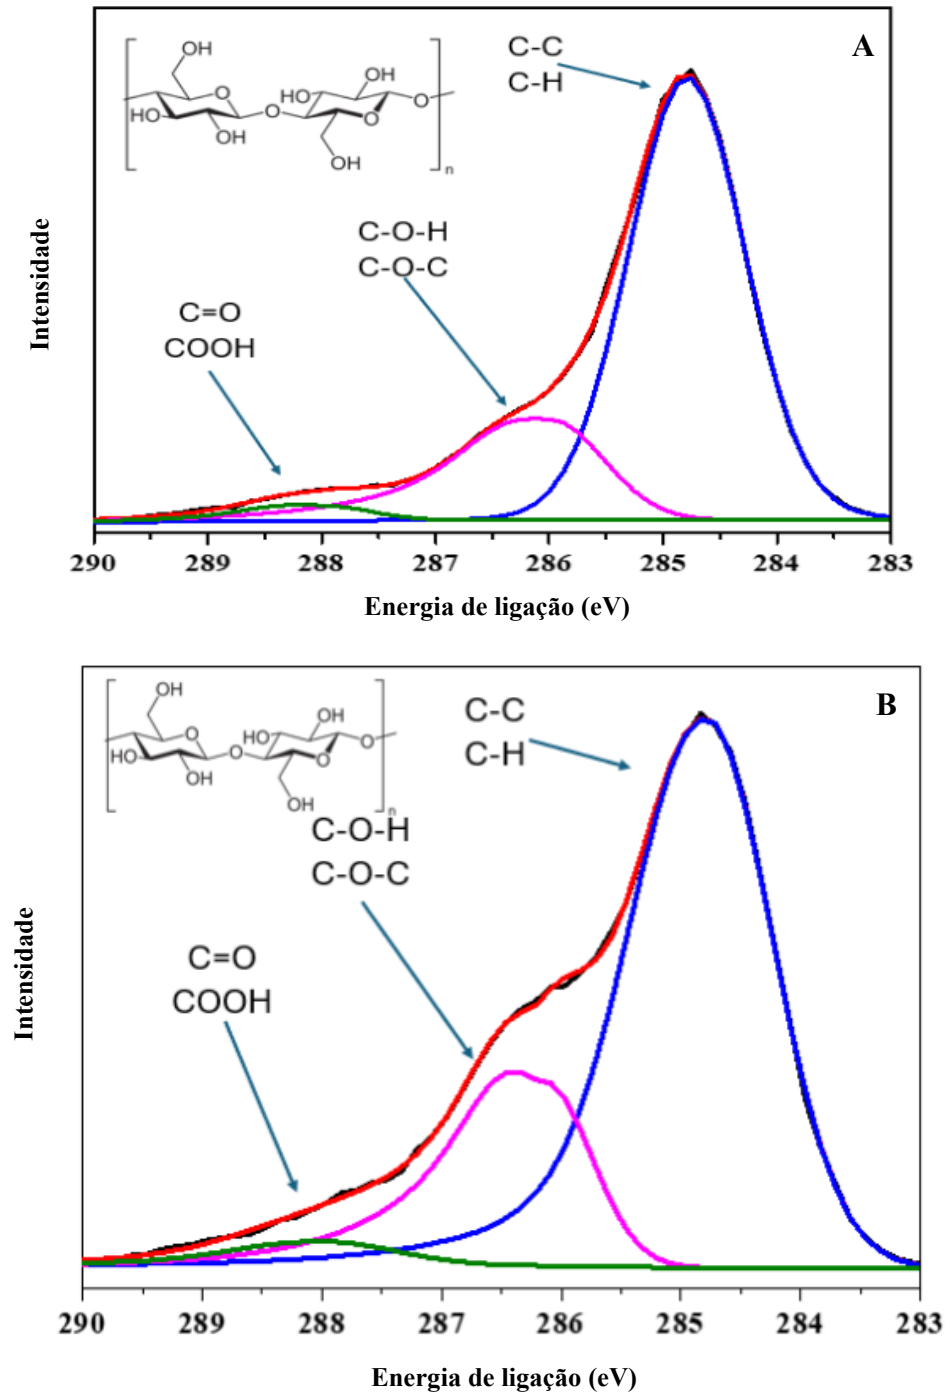 A
C-C
C-H
OH
OH
O
HO
O
O
HO
OH
O
OH
n
C-O-H
C-O-C
C=O
COOH
Intensidade
290 289 288 287 286 285 284 283
Energia de ligação (eV)
B
C-C
C-H
OH
OH
O
HO
O
O
HO
OH
O
OH
n
C-O-H
C-O-C
C=O
COOH
Intensidade
290 289 288 287 286 285 284 283
Energia de ligação (eV)